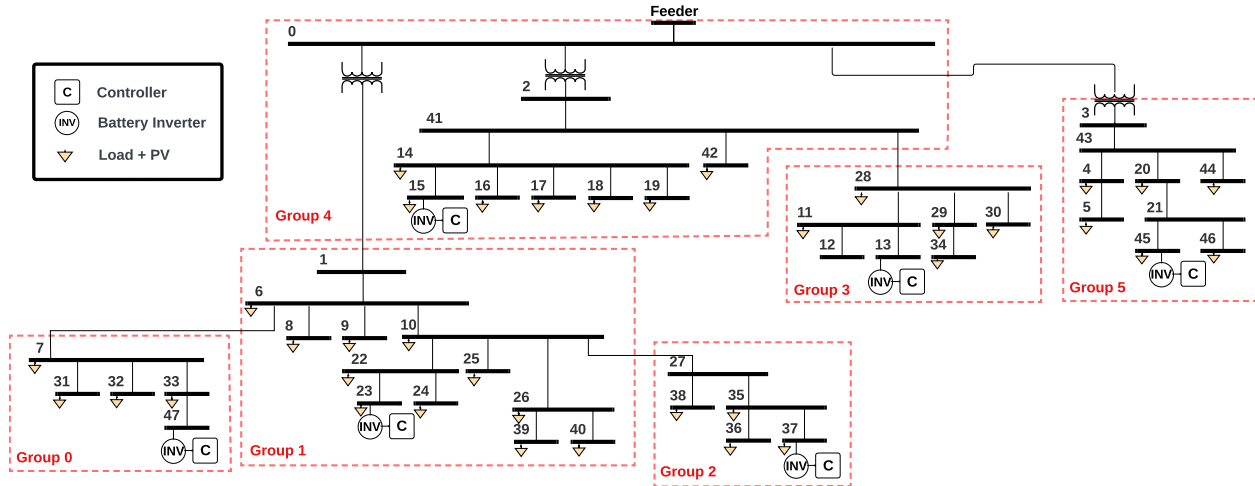 Feeder
0
C Controller
INV Battery Inverter
Load + PV
2
41
14
42
15
16
17
18
19
INV
C
Group 4
3
43
4
20
44
5
21
45
46
INV
C
Group 5
28
11
29
30
12
13
34
INV
C
Group 3
1
6
8
9
10
22
25
23
24
26
INV
C
39
40
Group 1
7
31
32
33
47
INV
C
Group 0
27
38
35
36
37
INV
C
Group 2